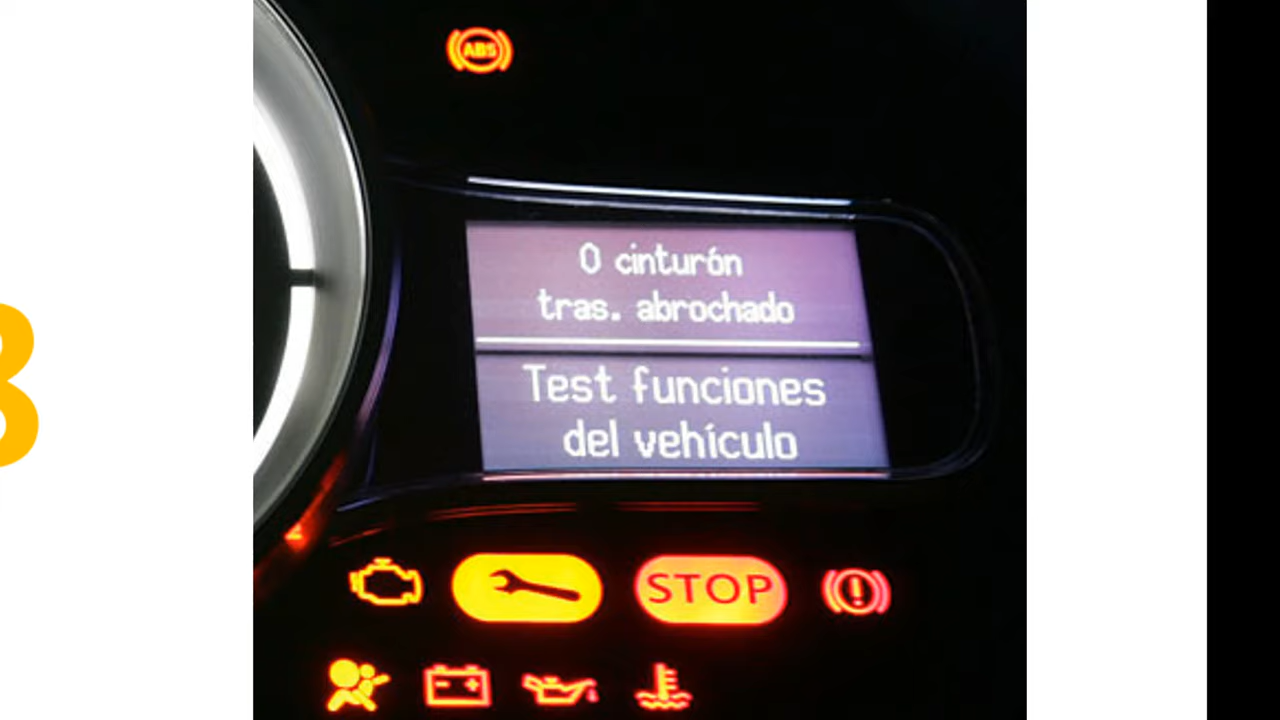 ABS
0 cinturón
tras. abrochado
Test funciones
del vehículo
STOP